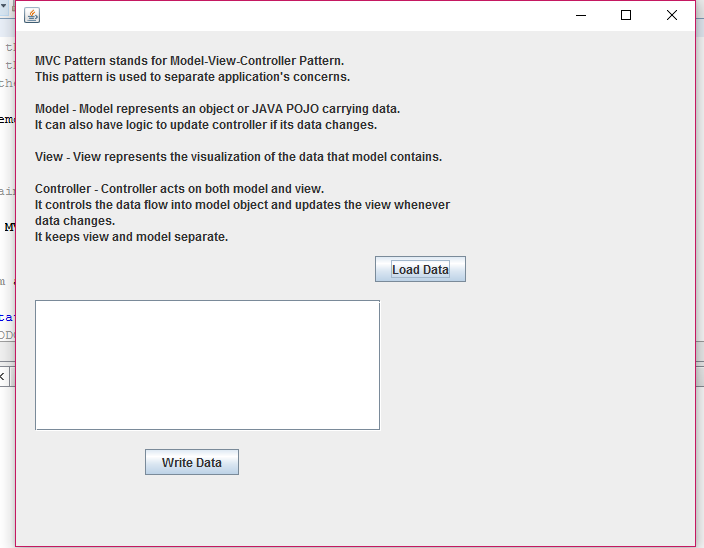 MVC Pattern stands for Model-View-Controller Pattern.
This pattern is used to separate application's concerns.
Model - Model represents an object or JAVA POJO carrying data.
It can also have logic to update controller if its data changes.
View - View represents the visualization of the data that model contains.
Controller - Controller acts on both model and view.
It controls the data flow into model object and updates the view whenever
data changes.
It keeps view and model separate.
Load Data
Write Data